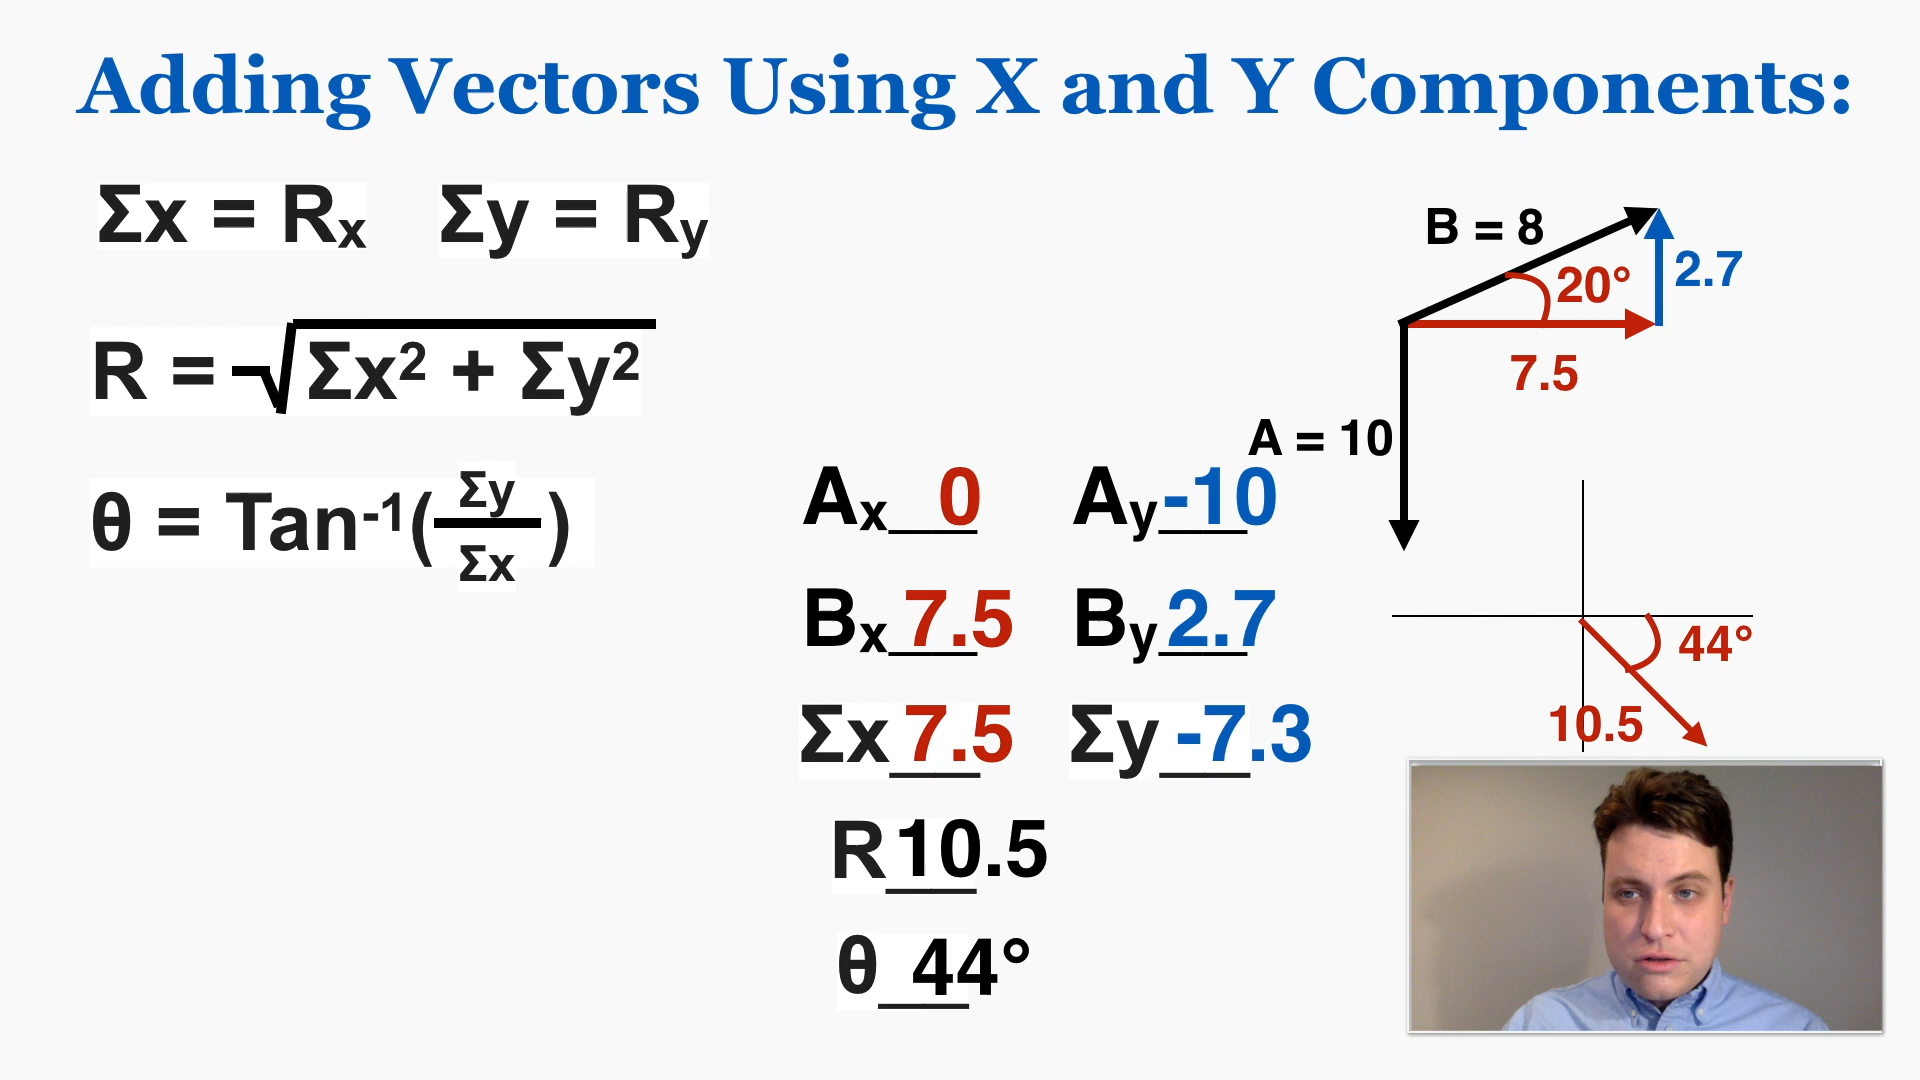 Adding Vectors Using X and Y Components:
Σx = Rx Σy = Ry
R = √Σx² + Σy²
θ = Tan⁻¹(Σy/Σx)
B = 8
20°
2.7
7.5
A = 10
Ax 0 Ay -10
Bx 7.5 By 2.7
Σx 7.5 Σy -7.3
R 10.5
θ 44°
44°
10.5